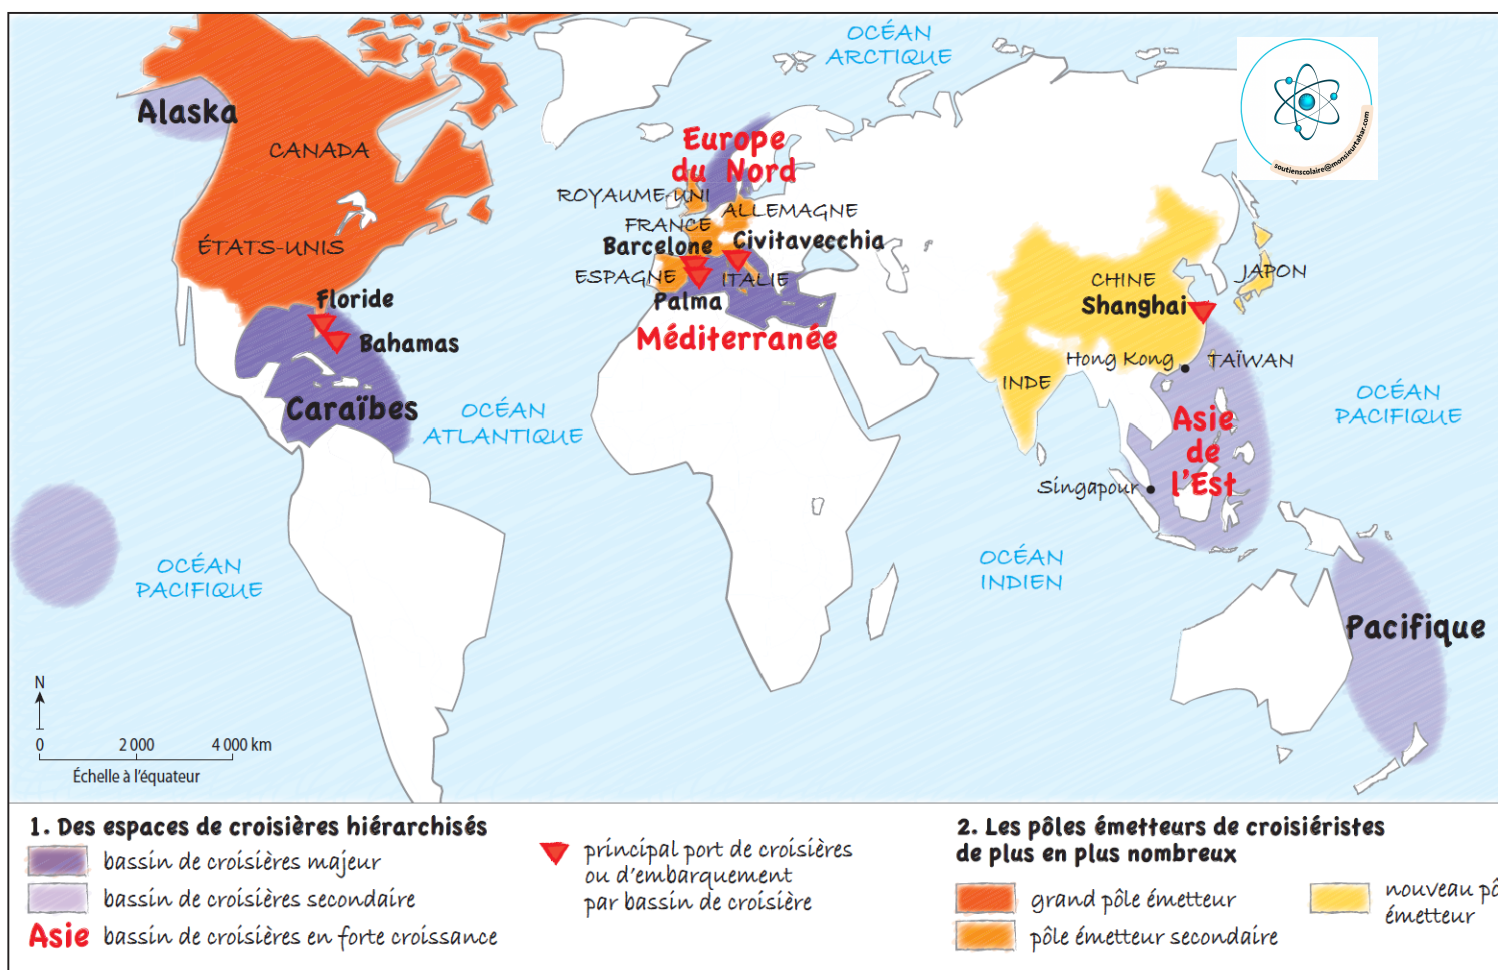 OCÉAN
ARCTIQUE
soutienscolaire@monsieurtahar.com
Alaska
CANADA
ÉTATS-UNIS
Europe
du Nord
ROYAUME-UNI
ALLEMAGNE
FRANCE
Barcelone
Civitavecchia
ESPAGNE
ITALIE
Palma
Méditerranée
Floride
Bahamas
Caraïbes
OCÉAN
ATLANTIQUE
CHINE
JAPON
Shanghai
Hong Kong
TAÏWAN
INDE
OCÉAN
PACIFIQUE
Asie
de
l'Est
Singapour
OCÉAN
PACIFIQUE
OCÉAN
INDIEN
Pacifique
N
0 2 000 4 000 km
Échelle à l'équateur
1. Des espaces de croisières hiérarchisés
bassin de croisières majeur
bassin de croisières secondaire
Asie bassin de croisières en forte croissance
principal port de croisières
ou d'embarquement
par bassin de croisière
2. Les pôles émetteurs de croisiéristes
de plus en plus nombreux
grand pôle émetteur
pôle émetteur secondaire
nouveau pô
émetteur